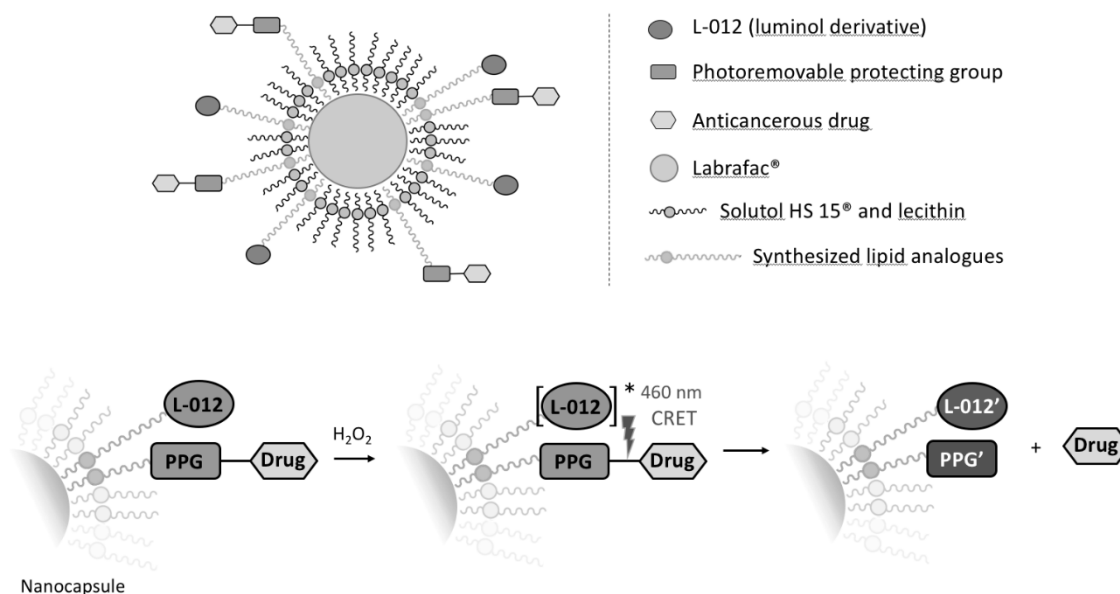 L-012 (luminol derivative)
Photoremovable protecting group
Anticancerous drug
Labrafac®
Solutol HS 15® and lecithin
Synthesized lipid analogues
L-012
PPG
Drug
H₂O₂
[L-012]* 460 nm
CRET
PPG
Drug
L-012'
PPG'
+
Drug
Nanocapsule